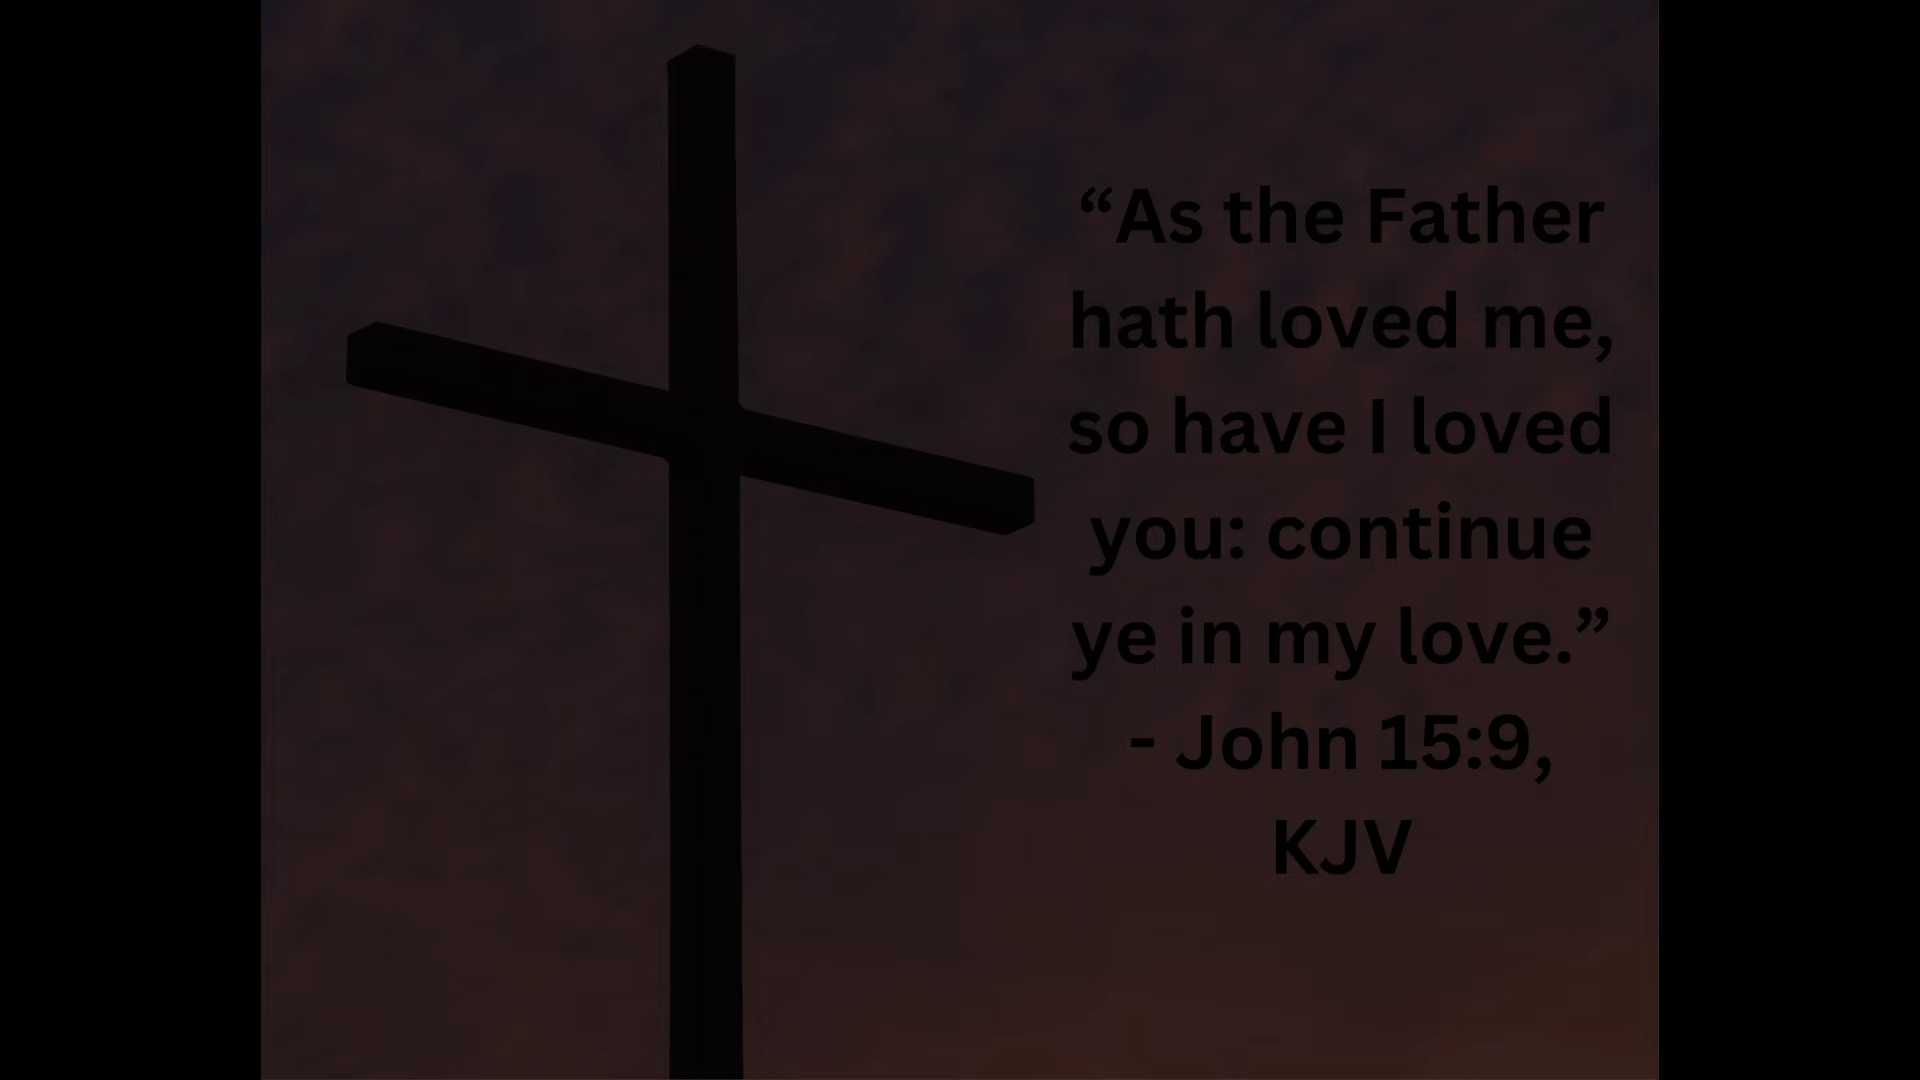 “As the Father
hath loved me,
so have I loved
you: continue
ye in my love.”
- John 15:9,
KJV